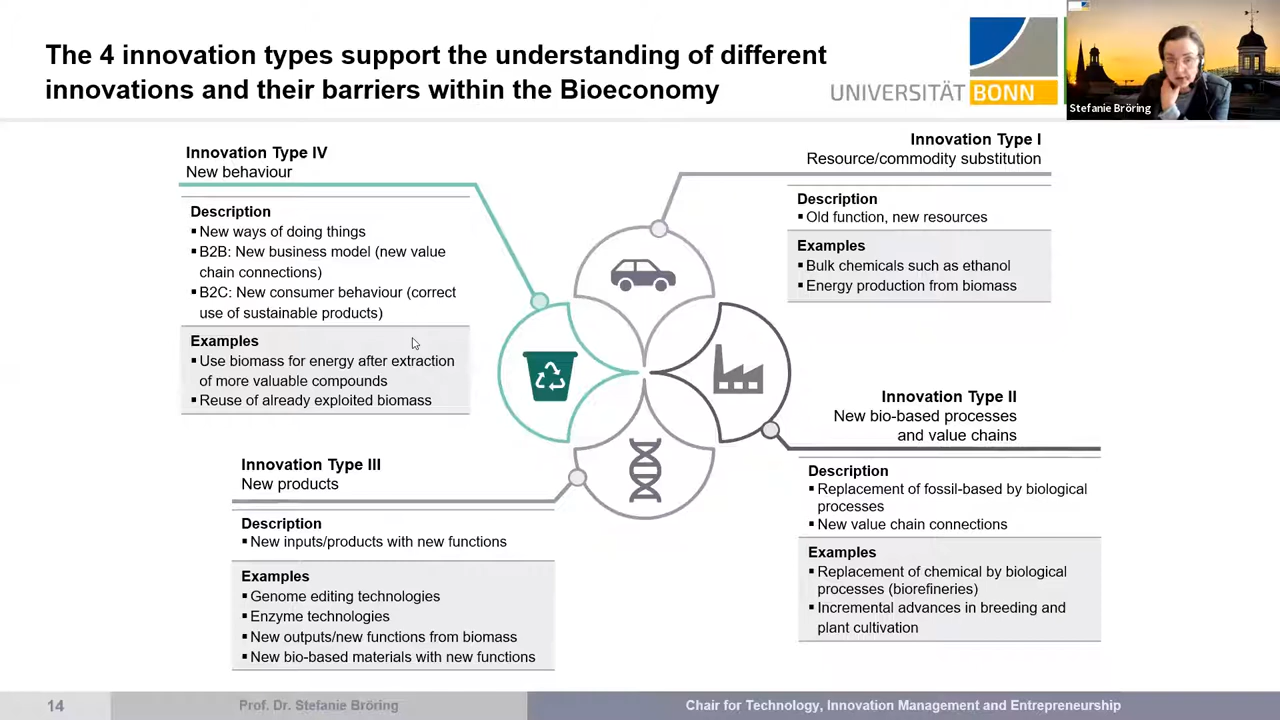 The 4 innovation types support the understanding of different
innovations and their barriers within the Bioeconomy
UNIVERSITÄT BONN
Stefanie Bröring
Innovation Type IV
New behaviour
Description
▪ New ways of doing things
▪ B2B: New business model (new value
chain connections)
▪ B2C: New consumer behaviour (correct
use of sustainable products)
Examples
▪ Use biomass for energy after extraction
of more valuable compounds
▪ Reuse of already exploited biomass
Innovation Type I
Resource/commodity substitution
Description
▪ Old function, new resources
Examples
▪ Bulk chemicals such as ethanol
▪ Energy production from biomass
Innovation Type II
New bio-based processes
and value chains
Description
▪ Replacement of fossil-based by biological
processes
▪ New value chain connections
Examples
▪ Replacement of chemical by biological
processes (biorefineries)
▪ Incremental advances in breeding and
plant cultivation
Innovation Type III
New products
Description
▪ New inputs/products with new functions
Examples
▪ Genome editing technologies
▪ Enzyme technologies
▪ New outputs/new functions from biomass
▪ New bio-based materials with new functions
14
Prof. Dr. Stefanie Bröring
Chair for Technology, Innovation Management and Entrepreneurship